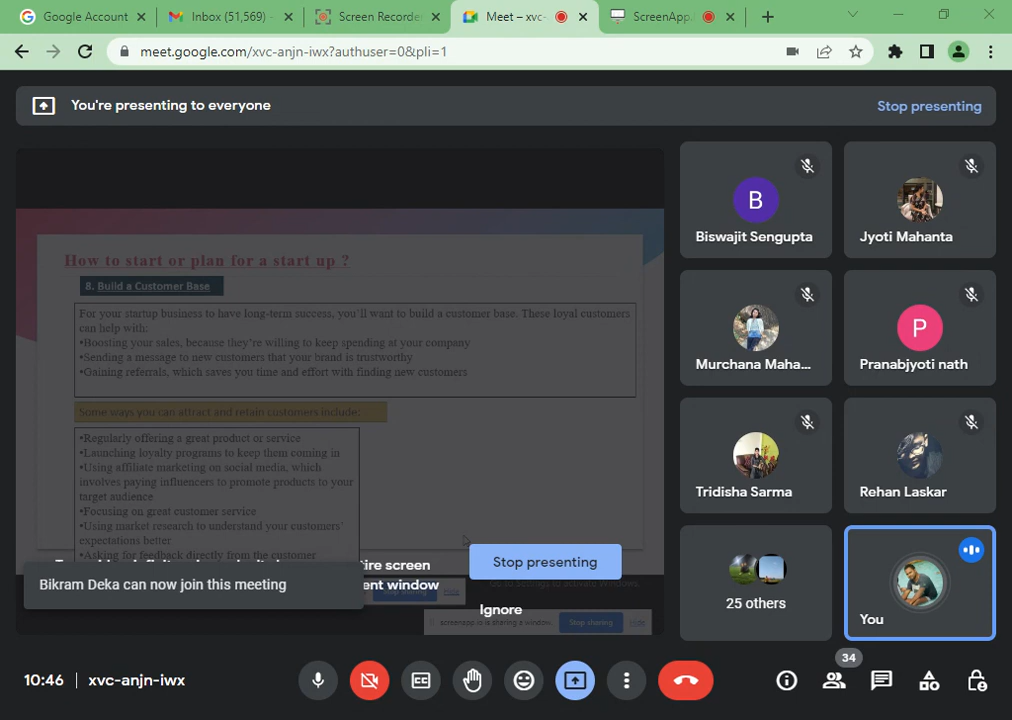 Google Account
Inbox (51,569)
Screen Recorde
Meet – xvc-
ScreenApp.
meet.google.com/xvc-anjn-iwx?authuser=0&pli=1
You're presenting to everyone
Stop presenting
How to start or plan for a start up ?
8. Build a Customer Base
For your startup business to have long-term success, you'll want to build a customer base. These loyal customers
can help with:
•Boosting your sales, because they're willing to keep spending at your company
•Sending a message to new customers that your brand is trustworthy
•Gaining referrals, which saves you time and effort with finding new customers
Some ways you can attract and retain customers include:
•Regularly offering a great product or service
•Launching loyalty programs to keep them coming in
•Using affiliate marketing on social media, which
involves paying influencers to promote products to your
target audience
•Focusing on great customer service
•Using market research to understand your customers'
expectations better
•Asking for feedback directly from the customer
tire screen
ent window
Stop presenting
Ignore
Bikram Deka can now join this meeting
Stop sharing
Hide
screenapp.io is sharing a window.
Stop sharing
Hide
B
Biswajit Sengupta
Jyoti Mahanta
Murchana Maha...
P
Pranabjyoti nath
Tridisha Sarma
Rehan Laskar
25 others
You
10:46
xvc-anjn-iwx
34